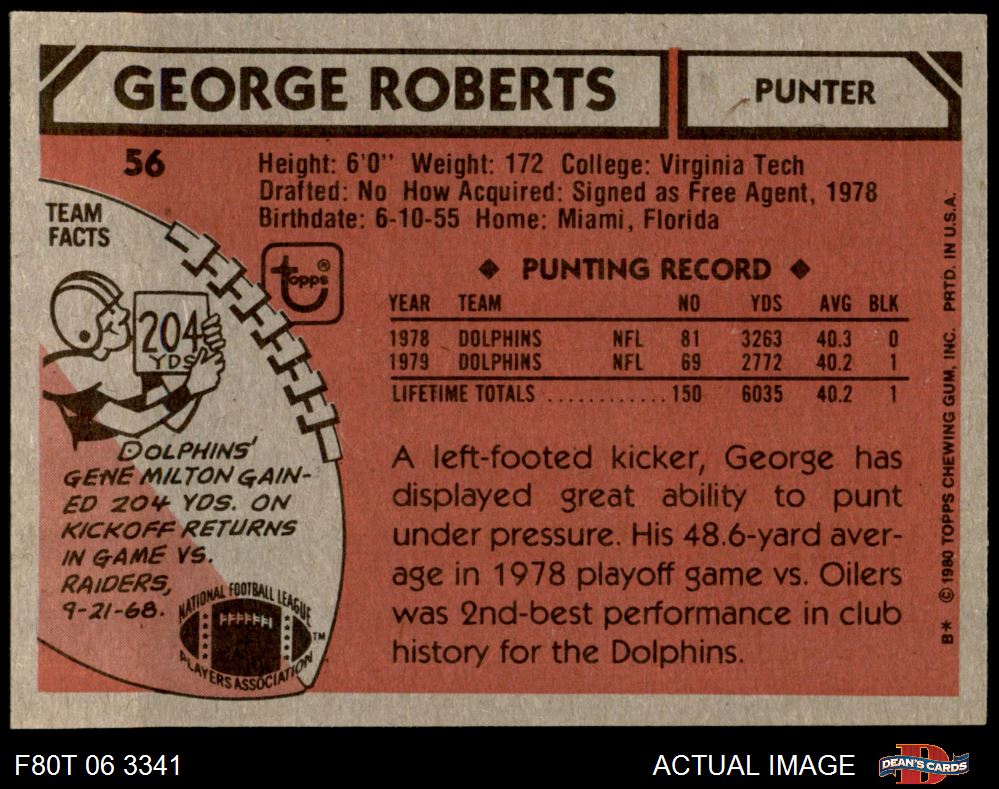 GEORGE ROBERTS
PUNTER
56
Height: 6'0" Weight: 172 College: Virginia Tech
Drafted: No How Acquired: Signed as Free Agent, 1978
Birthdate: 6-10-55 Home: Miami, Florida
TEAM
FACTS
204
YDS
DOLPHINS'
GENE MILTON GAIN-
ED 204 YDS. ON
KICKOFF RETURNS
IN GAME VS.
RAIDERS,
9-21-68.
NATIONAL FOOTBALL LEAGUE
PLAYERS ASSOCIATION
TM
topps®
PUNTING RECORD
YEAR TEAM NO YDS AVG BLK
1978 DOLPHINS NFL 81 3263 40.3 0
1979 DOLPHINS NFL 69 2772 40.2 1
LIFETIME TOTALS ............ 150 6035 40.2 1
A left-footed kicker, George has
displayed great ability to punt
under pressure. His 48.6-yard aver-
age in 1978 playoff game vs. Oilers
was 2nd-best performance in club
history for the Dolphins.
B* © 1980 TOPPS CHEWING GUM, INC. PRTD. IN U.S.A.
F80T 06 3341
ACTUAL IMAGE
D
DEAN'S CARDS